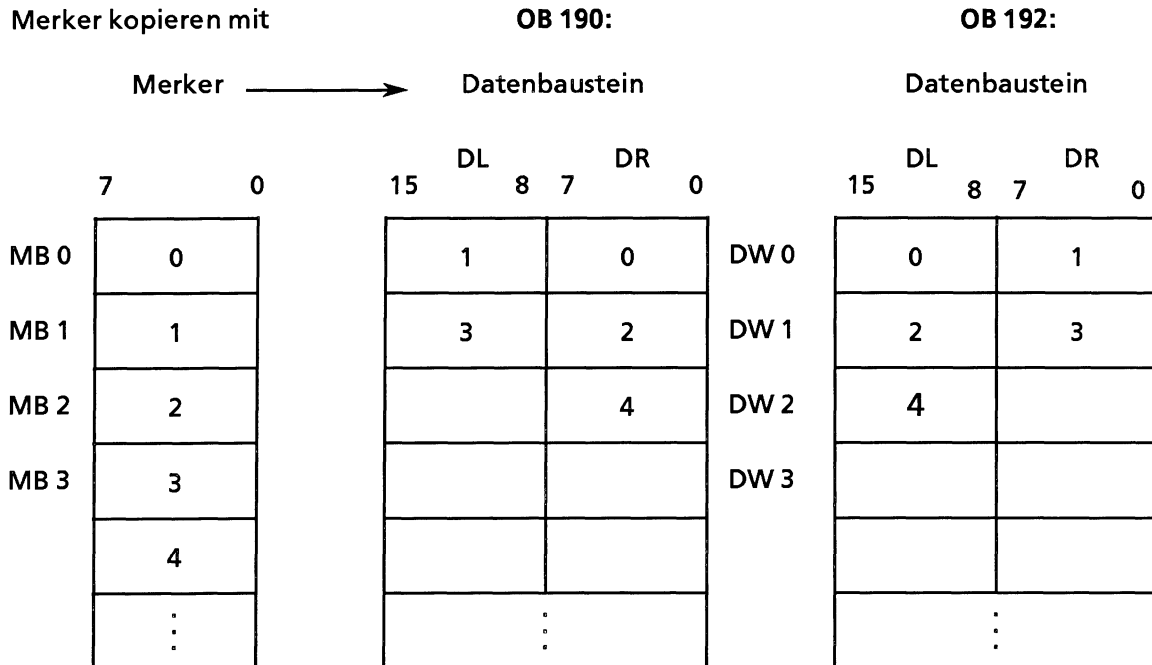 Merker kopieren mit OB 190: OB 192:
Merker Datenbaustein Datenbaustein
DL DR DL DR
7 0 15 8 7 0 15 8 7 0
MB 0 0 1 0 DW 0 0 1
MB 1 1 3 2 DW 1 2 3
MB 2 2 4 DW 2 4
MB 3 3 DW 3
4